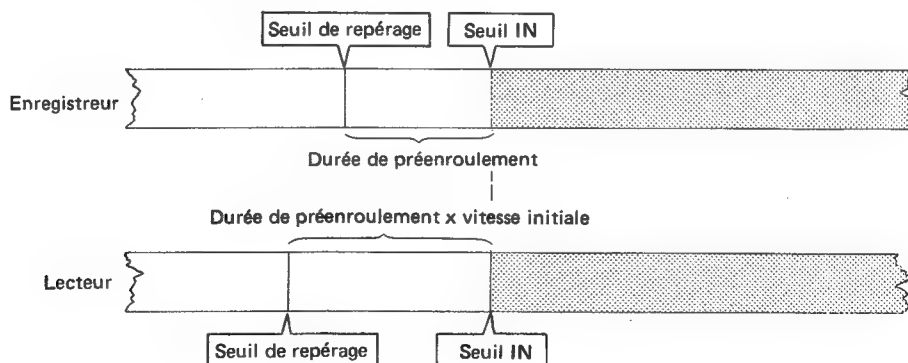 Seuil de repérage
Seuil IN
Enregistreur
Durée de préenroulement
Durée de préenroulement x vitesse initiale
Lecteur
Seuil de repérage
Seuil IN